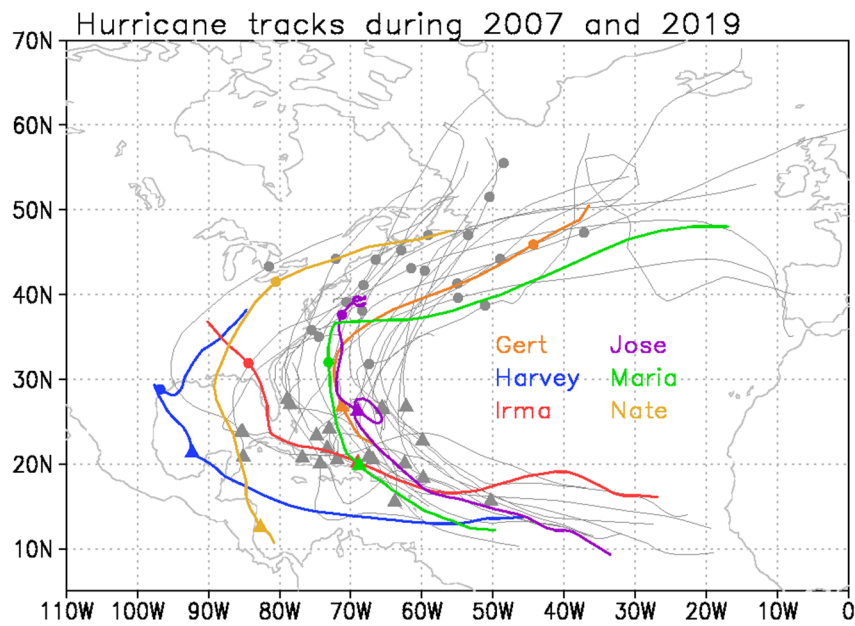 Hurricane tracks during 2007 and 2019
70N
60N
50N
40N
30N
20N
10N
Gert Jose
Harvey Maria
Irma Nate
110W 100W 90W 80W 70W 60W 50W 40W 30W 20W 10W 0